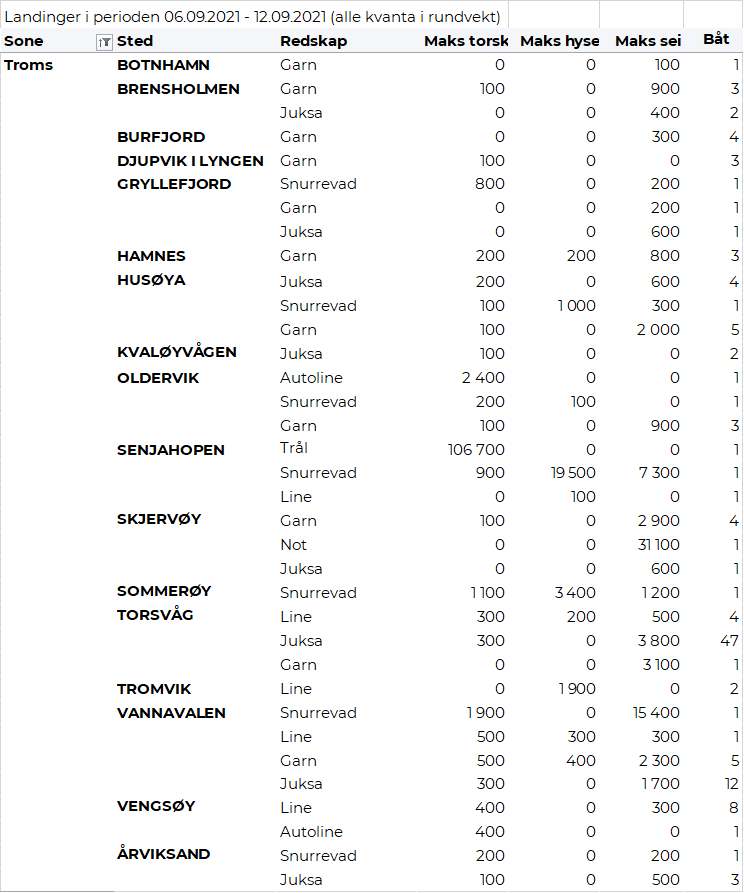 Landinger i perioden 06.09.2021 - 12.09.2021 (alle kvanta i rundvekt)
Sone Sted Redskap Maks torsk Maks hyse Maks sei Båt
Troms BOTNHAMN Garn 0 0 100 1
BRENSHOLMEN Garn 100 0 900 3
Juksa 0 0 400 2
BURFJORD Garn 0 0 300 4
DJUPVIK I LYNGEN Garn 100 0 0 3
GRYLLEFJORD Snurrevad 800 0 200 1
Garn 0 0 200 1
Juksa 0 0 600 1
HAMNES Garn 200 200 800 3
HUSØYA Juksa 200 0 600 4
Snurrevad 100 1 000 300 1
Garn 100 0 2 000 5
KVALØYVÅGEN Juksa 100 0 0 2
OLDERVIK Autoline 2 400 0 0 1
Snurrevad 200 100 0 1
Garn 100 0 900 3
SENJAHOPEN Trål 106 700 0 0 1
Snurrevad 900 19 500 7 300 1
Line 0 100 0 1
SKJERVØY Garn 100 0 2 900 4
Not 0 0 31 100 1
Juksa 0 0 600 1
SOMMERØY Snurrevad 1 100 3 400 1 200 1
TORSVÅG Line 300 200 500 4
Juksa 300 0 3 800 47
Garn 0 0 3 100 1
TROMVIK Line 0 1 900 0 2
VANNAVALEN Snurrevad 1 900 0 15 400 1
Line 500 300 300 1
Garn 500 400 2 300 5
Juksa 300 0 1 700 12
VENGSØY Line 400 0 300 8
Autoline 400 0 0 1
ÅRVIKSAND Snurrevad 200 0 200 1
Juksa 100 0 500 3